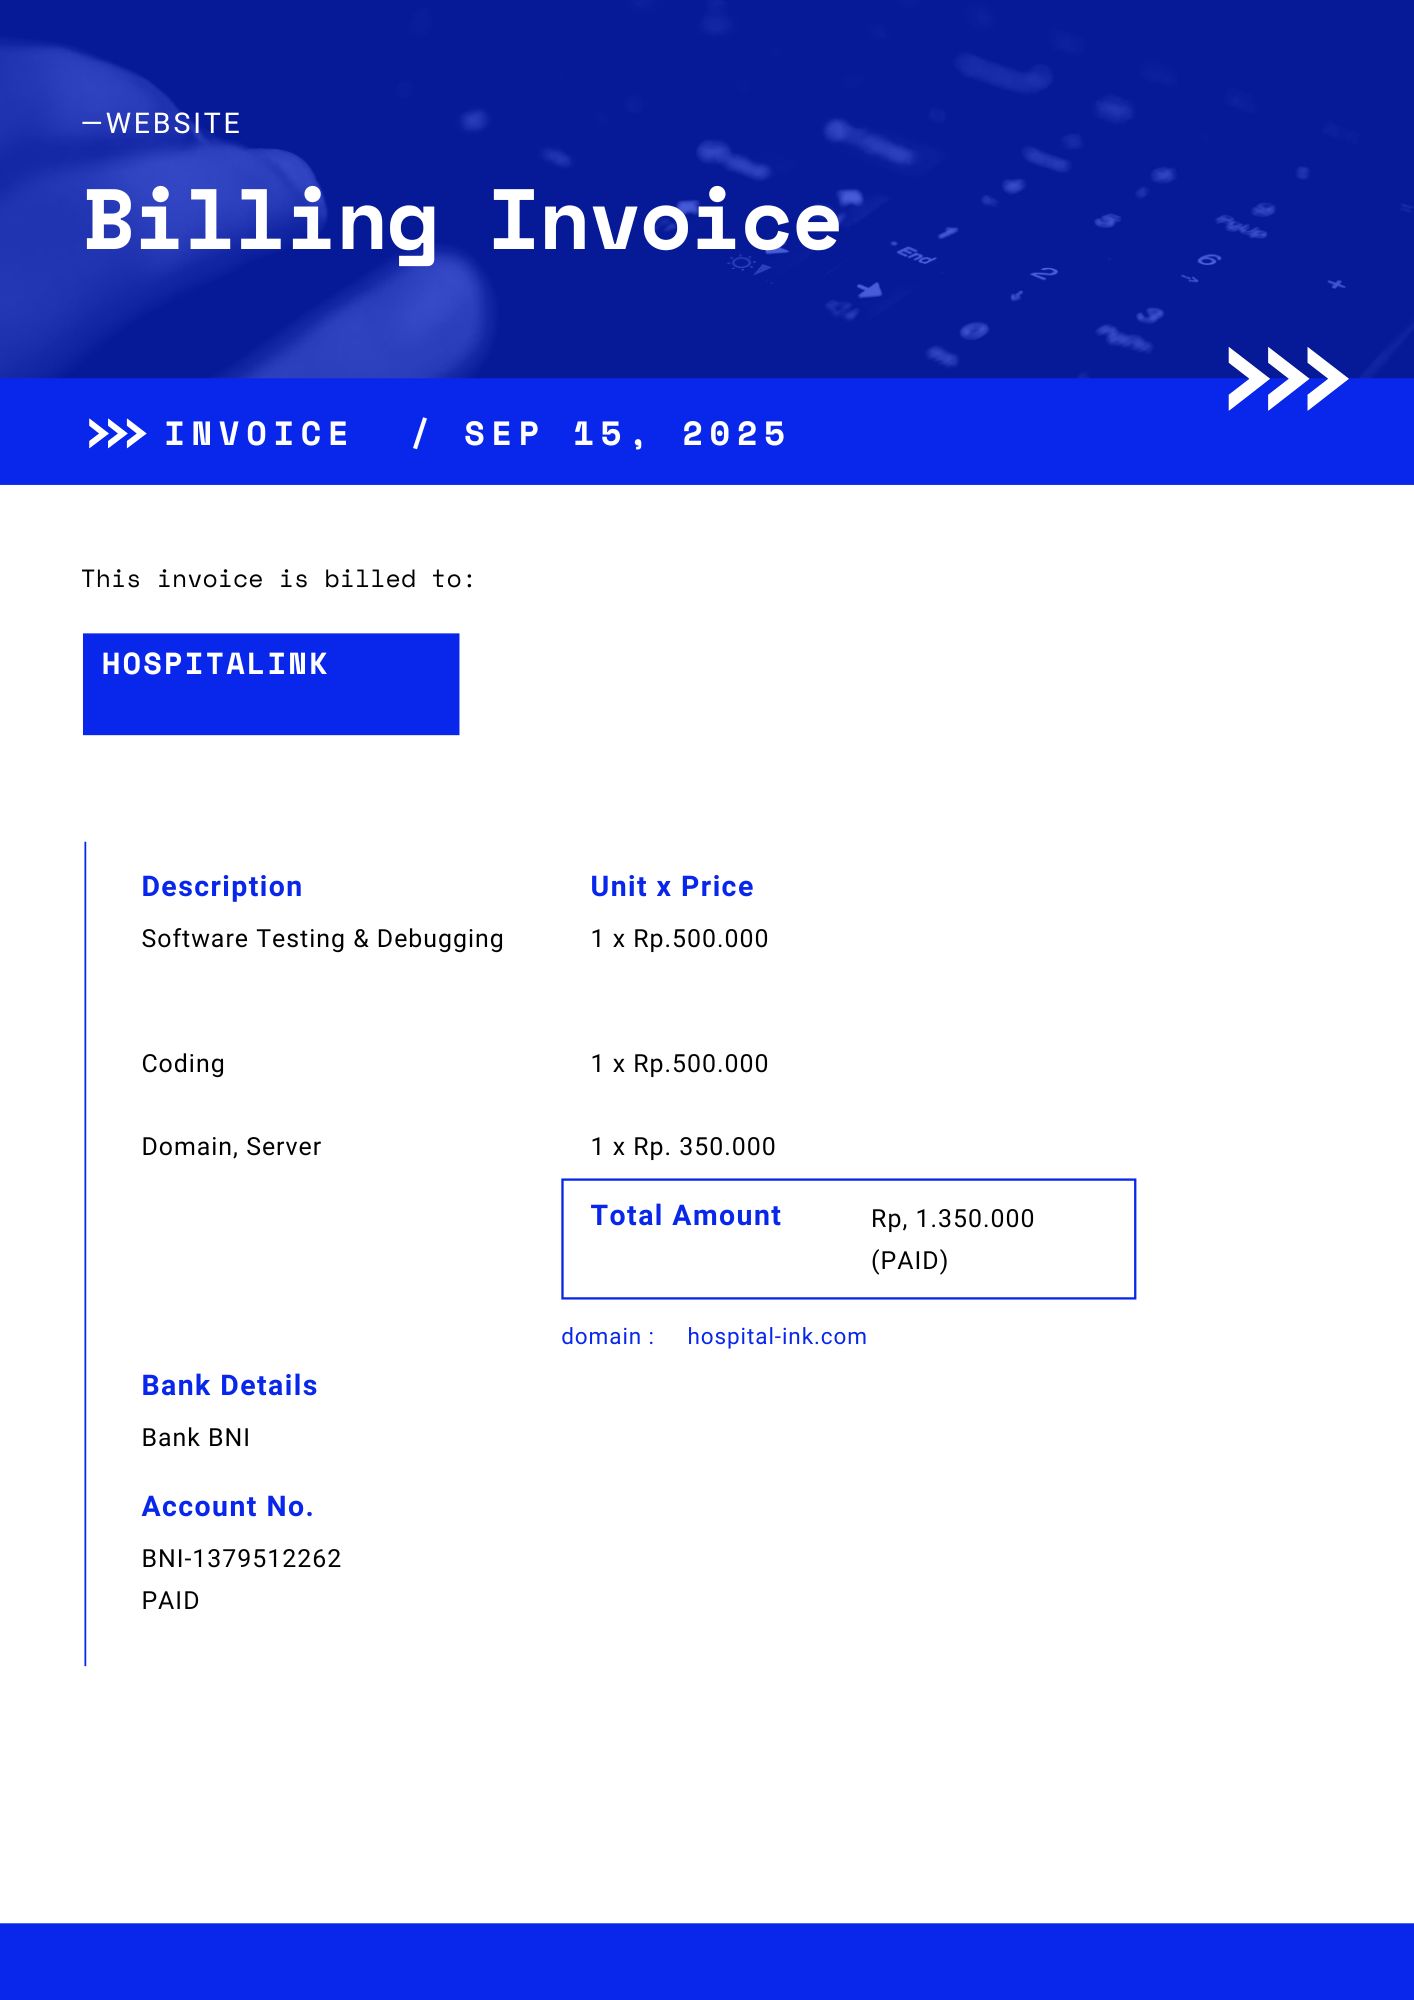 —WEBSITE
Billing Invoice
INVOICE / SEP 15, 2025
This invoice is billed to:
HOSPITALINK
Description Unit x Price
Software Testing & Debugging 1 x Rp.500.000
Coding 1 x Rp.500.000
Domain, Server 1 x Rp. 350.000
Total Amount Rp, 1.350.000
(PAID)
domain : hospital-ink.com
Bank Details
Bank BNI
Account No.
BNI-1379512262
PAID